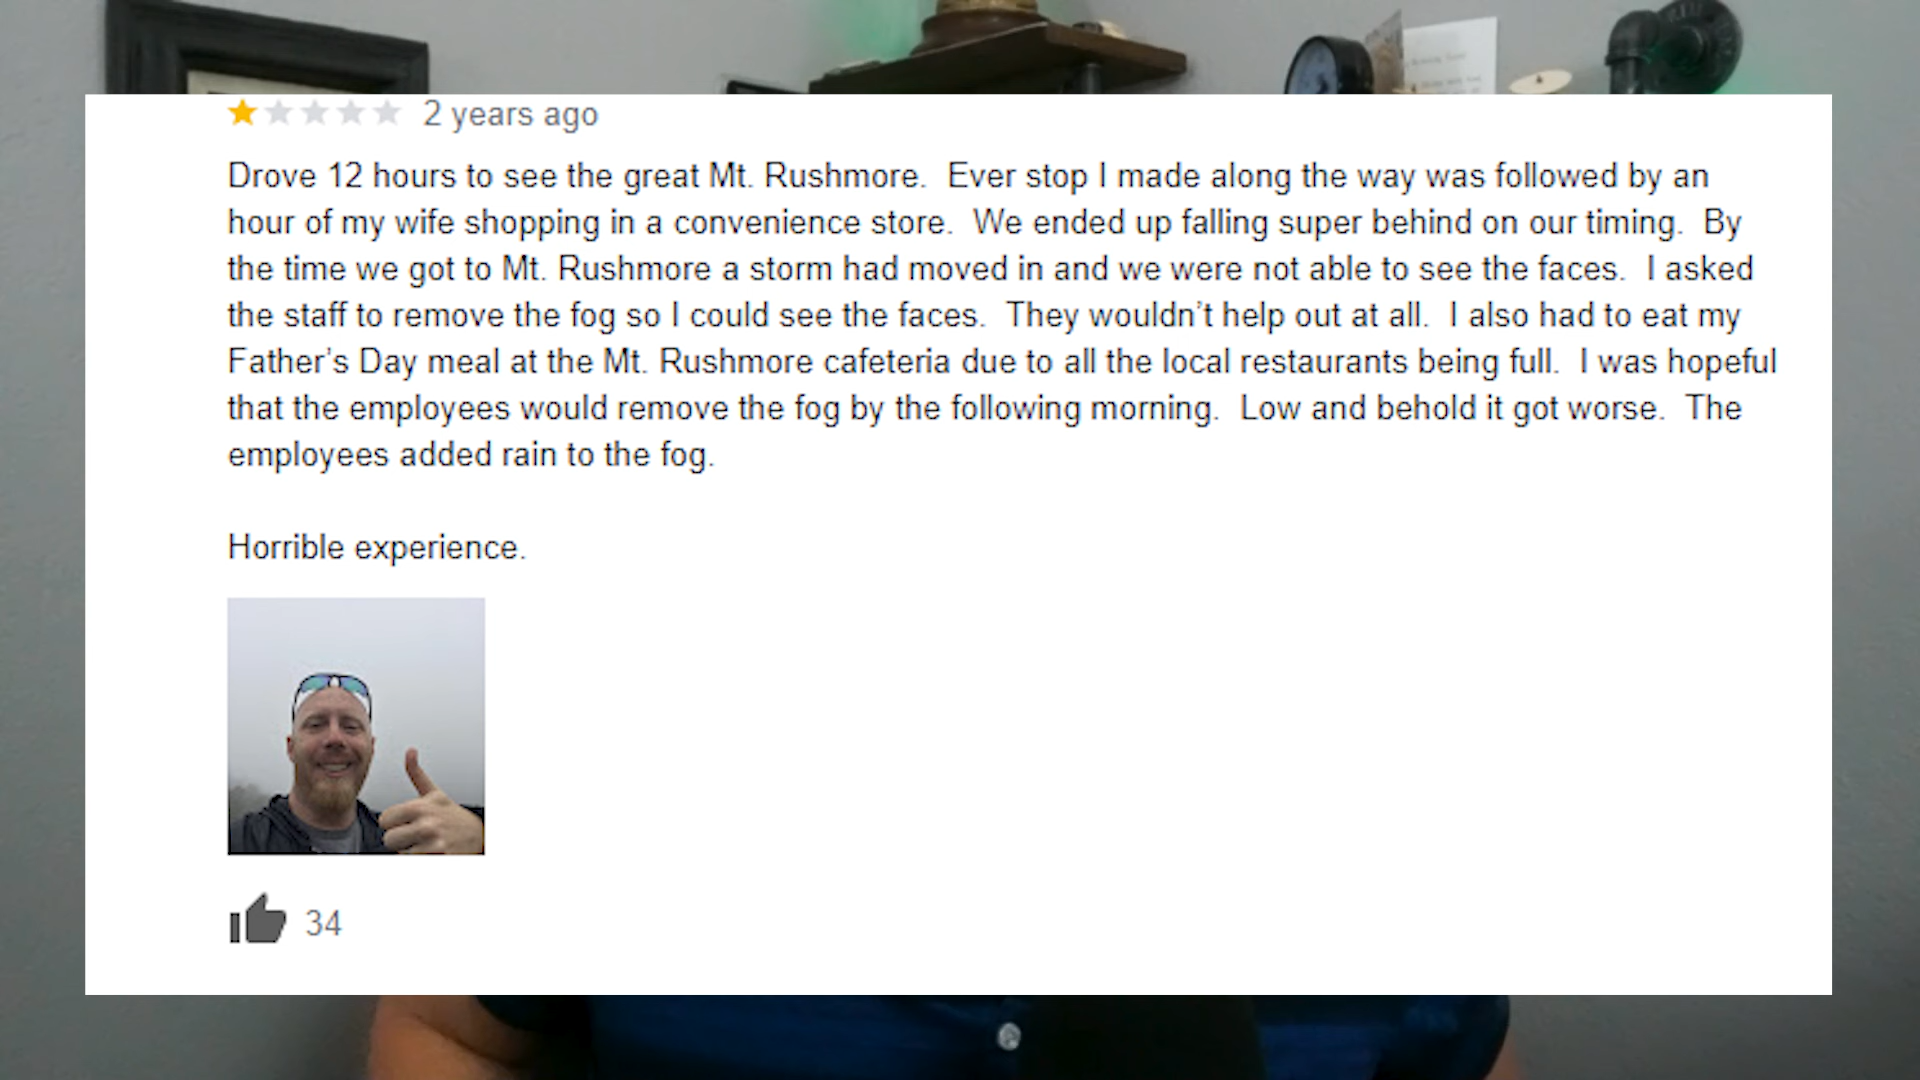 2 years ago
Drove 12 hours to see the great Mt. Rushmore.  Ever stop I made along the way was followed by an
hour of my wife shopping in a convenience store.  We ended up falling super behind on our timing.  By
the time we got to Mt. Rushmore a storm had moved in and we were not able to see the faces.  I asked
the staff to remove the fog so I could see the faces.  They wouldn’t help out at all.  I also had to eat my
Father’s Day meal at the Mt. Rushmore cafeteria due to all the local restaurants being full.  I was hopeful
that the employees would remove the fog by the following morning.  Low and behold it got worse.  The
employees added rain to the fog.
Horrible experience.
34